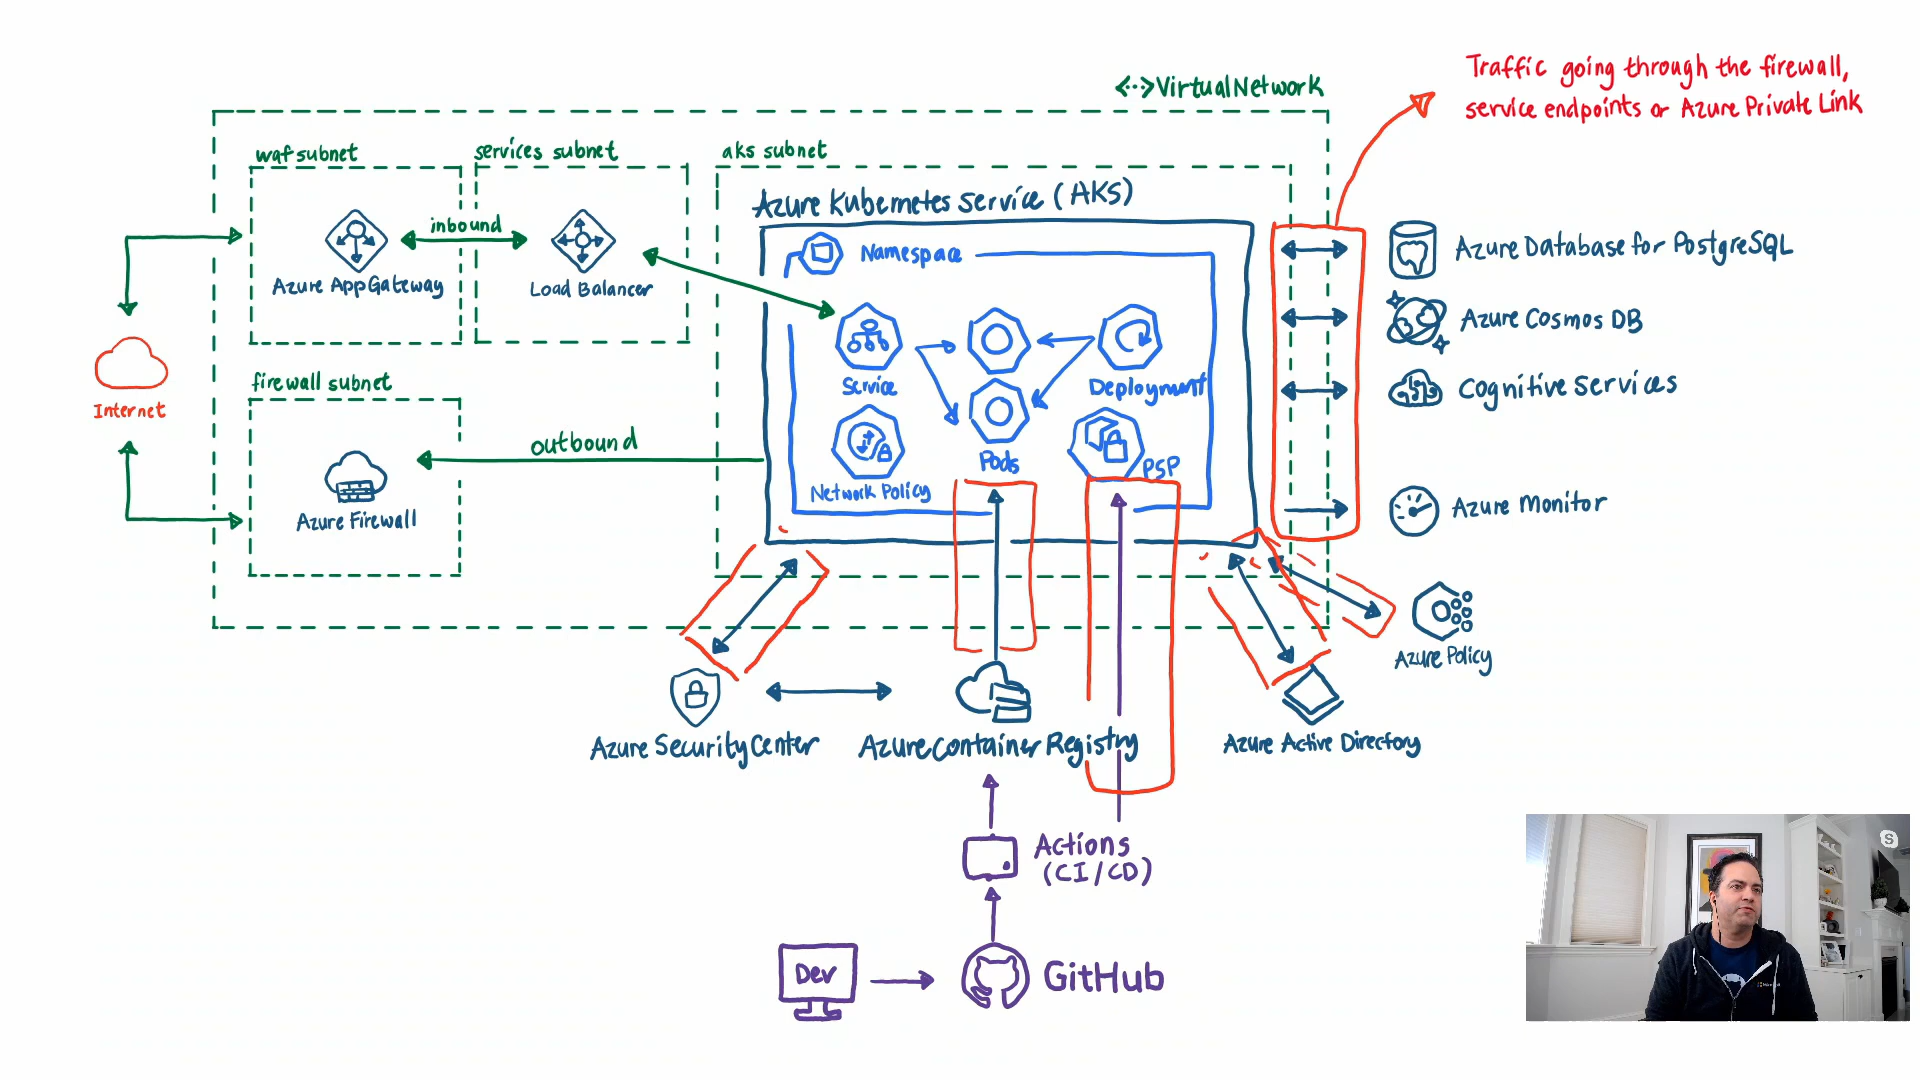 Traffic going through the firewall,
service endpoints or Azure Private Link
<··>VirtualNetwork
waf subnet
services subnet
aks subnet
Azure Kubernetes Service (AKS)
inbound
Namespace
Azure AppGateway
Load Balancer
Azure Database for PostgreSQL
Azure Cosmos DB
Cognitive Services
Service
Deployment
firewall subnet
Internet
outbound
Pods
PSP
Network Policy
Azure Firewall
Azure Monitor
Azure Policy
Azure Security Center
Azure Container Registry
Azure Active Directory
Actions
(CI/CD)
Dev
GitHub
S